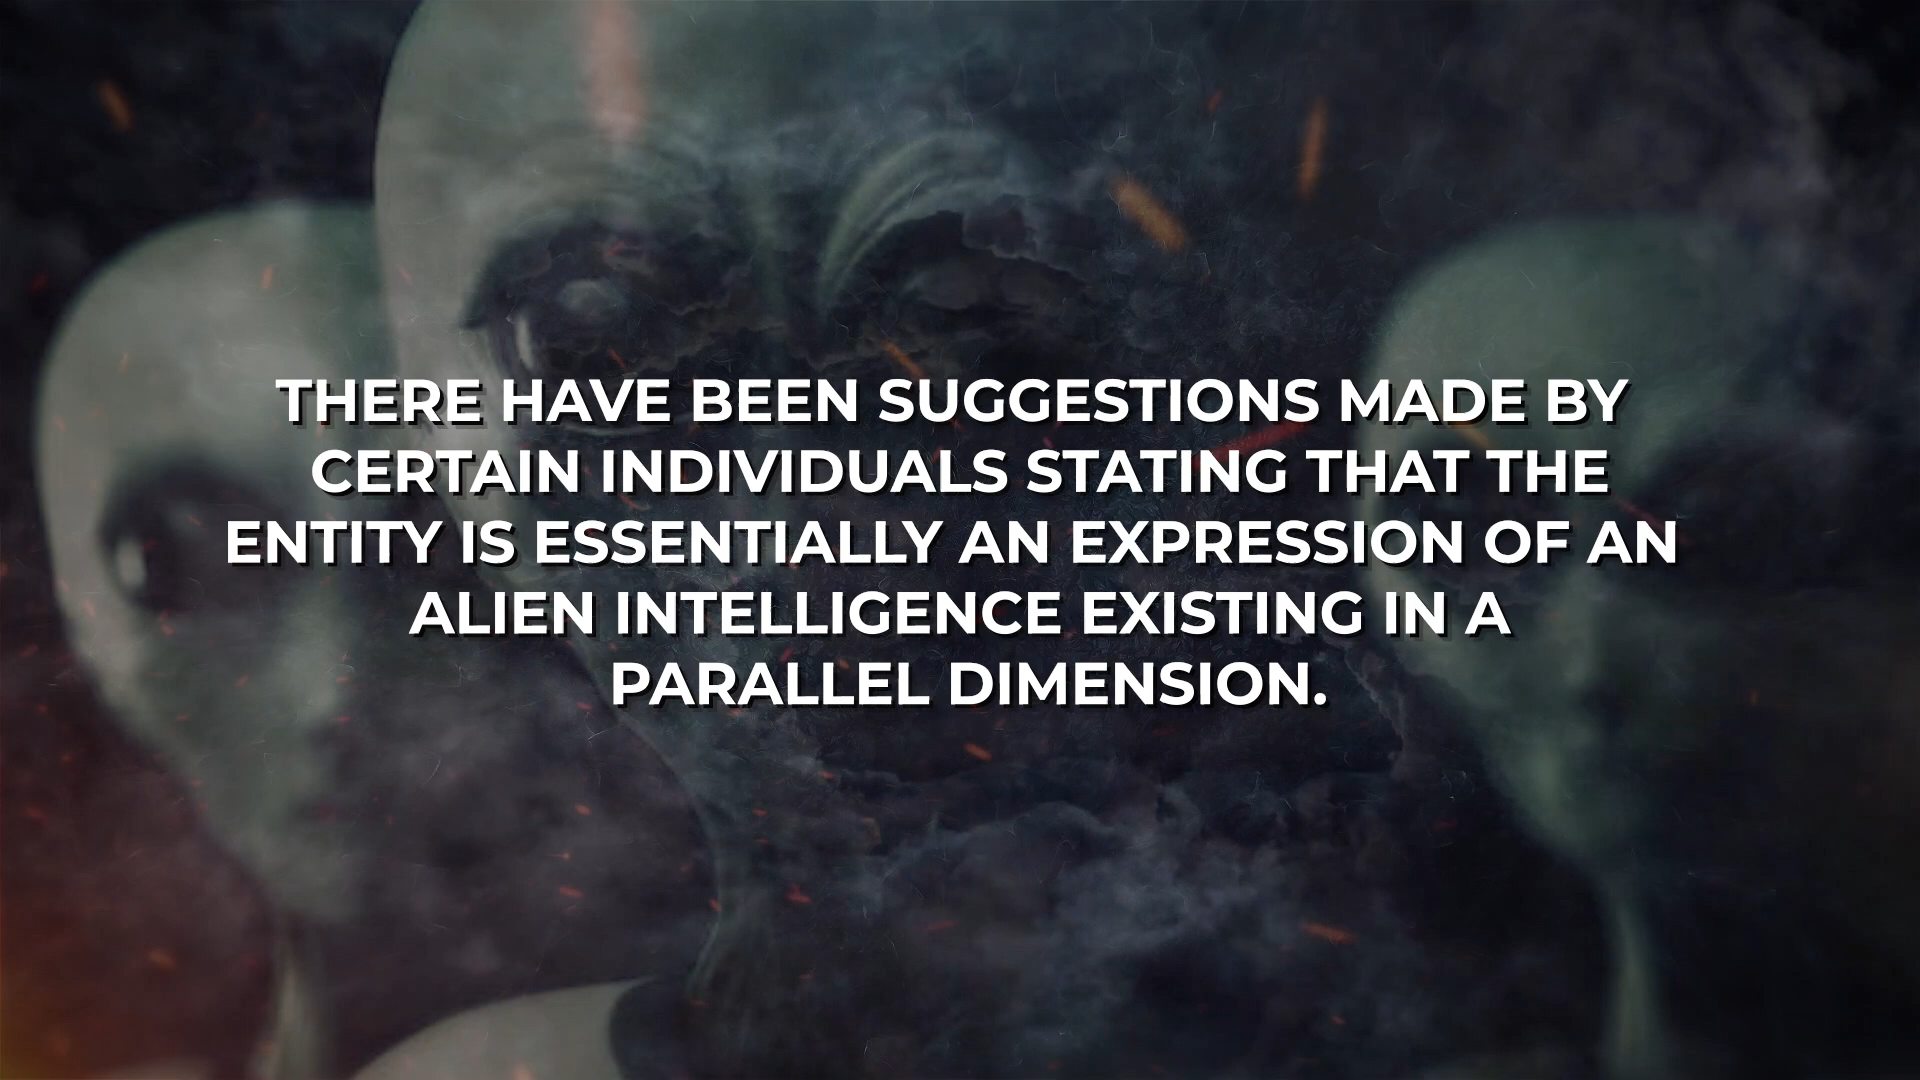 THERE HAVE BEEN SUGGESTIONS MADE BY
CERTAIN INDIVIDUALS STATING THAT THE
ENTITY IS ESSENTIALLY AN EXPRESSION OF AN
ALIEN INTELLIGENCE EXISTING IN A
PARALLEL DIMENSION.